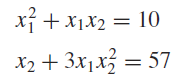 x₁² + x₁x₂ = 10
x₂ + 3x₁x₂² = 57